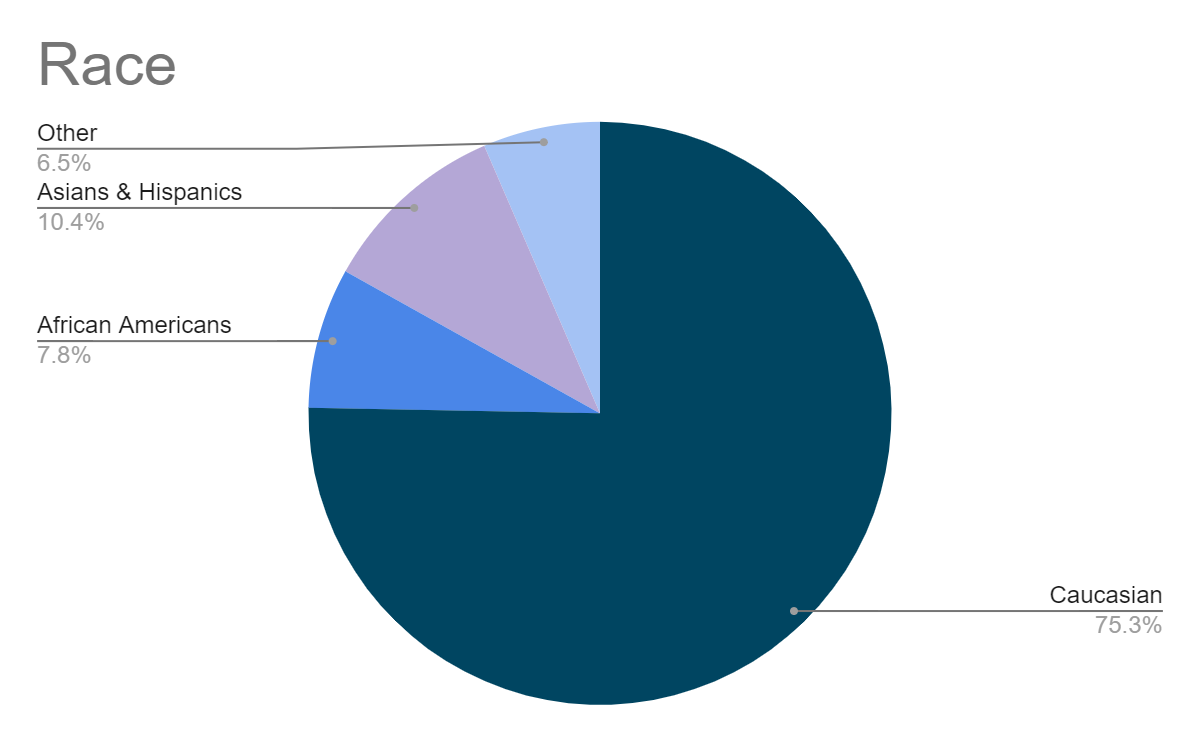 Race
Other
6.5%
Asians & Hispanics
10.4%
African Americans
7.8%
Caucasian
75.3%